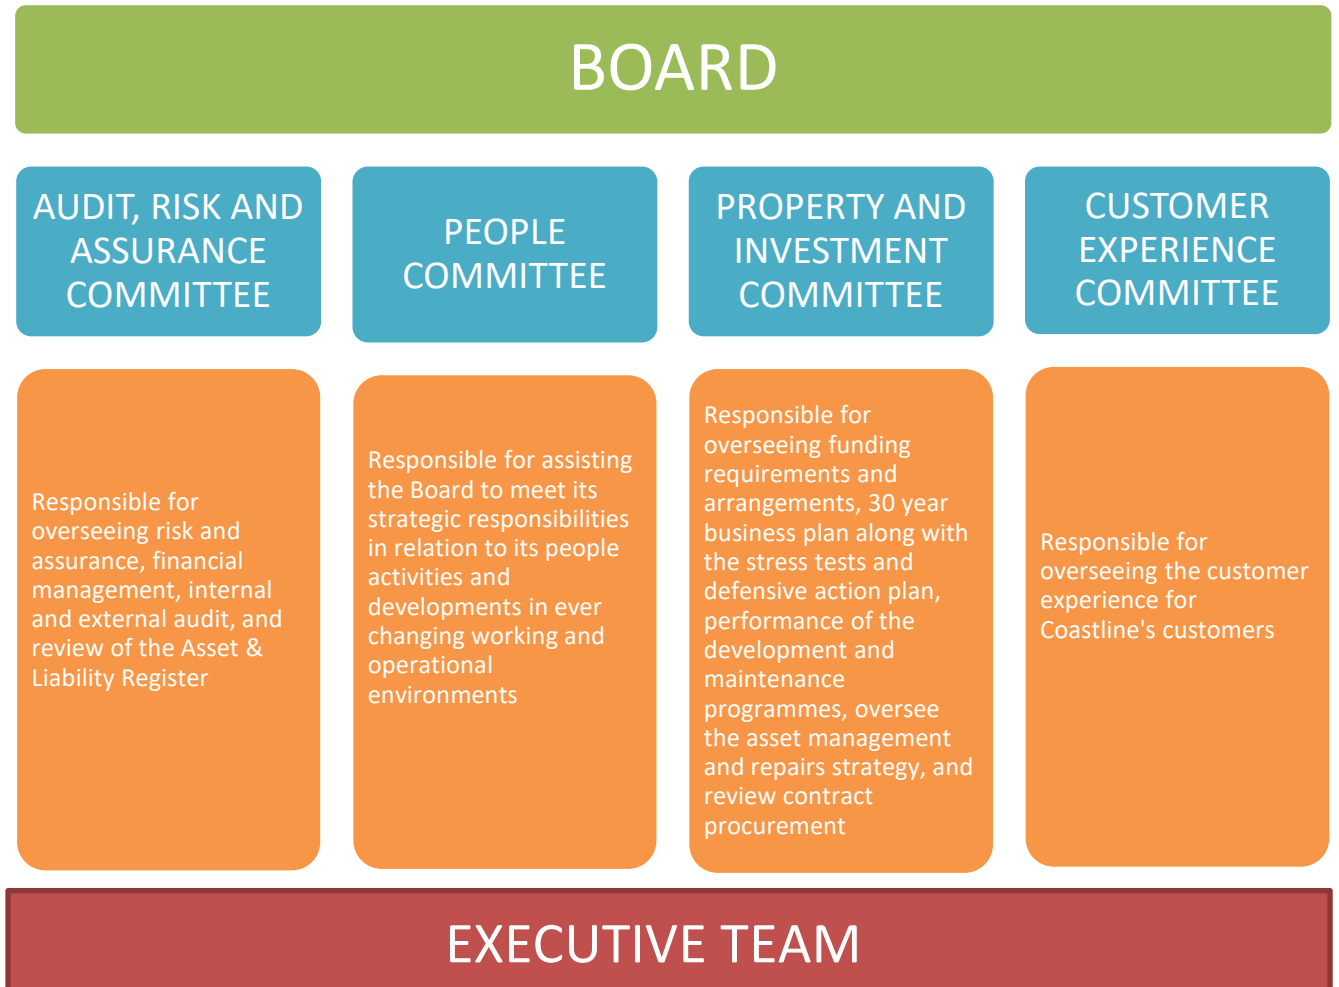 BOARD
AUDIT, RISK AND
ASSURANCE
COMMITTEE
PEOPLE
COMMITTEE
PROPERTY AND
INVESTMENT
COMMITTEE
CUSTOMER
EXPERIENCE
COMMITTEE
Responsible for
overseeing risk and
assurance, financial
management, internal
and external audit, and
review of the Asset &
Liability Register
Responsible for assisting
the Board to meet its
strategic responsibilities
in relation to its people
activities and
developments in ever
changing working and
operational
environments
Responsible for
overseeing funding
requirements and
arrangements, 30 year
business plan along with
the stress tests and
defensive action plan,
performance of the
development and
maintenance
programmes, oversee
the asset management
and repairs strategy, and
review contract
procurement
Responsible for
overseeing the customer
experience for
Coastline's customers
EXECUTIVE TEAM